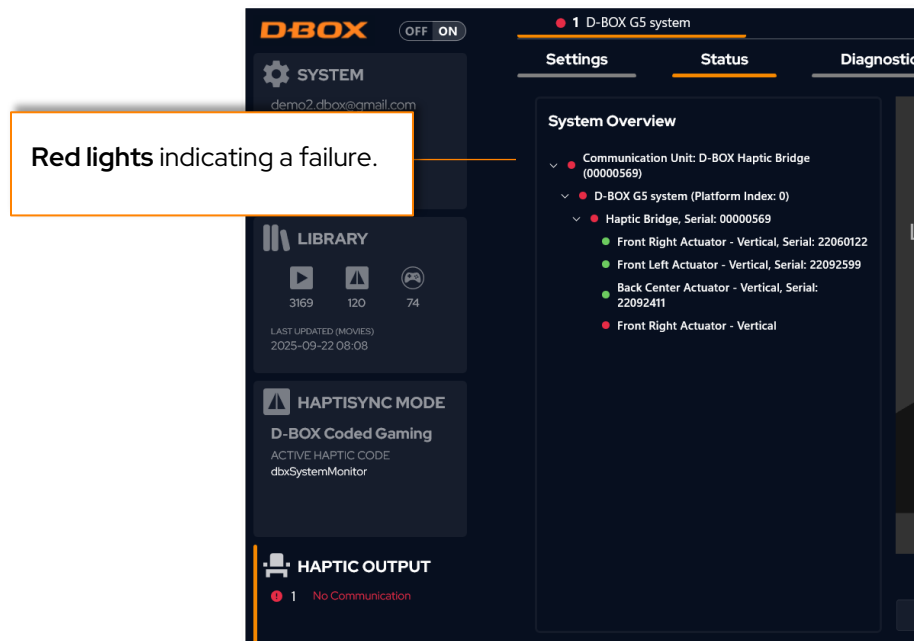 D-BOX
OFF ON
1 D-BOX G5 system
Settings
Status
Diagnostic
SYSTEM
demo2.dbox@gmail.com
Red lights indicating a failure.
System Overview
Communication Unit: D-BOX Haptic Bridge
(00000569)
D-BOX G5 system (Platform Index: 0)
Haptic Bridge, Serial: 00000569
Front Right Actuator - Vertical, Serial: 22060122
Front Left Actuator - Vertical, Serial: 22092599
Back Center Actuator - Vertical, Serial:
22092411
Front Right Actuator - Vertical
LIBRARY
3169 120 74
LAST UPDATED (MOVIES)
2025-09-22 08:08
HAPTISYNC MODE
D-BOX Coded Gaming
ACTIVE HAPTIC CODE
dbxSystemMonitor
HAPTIC OUTPUT
1 No Communication